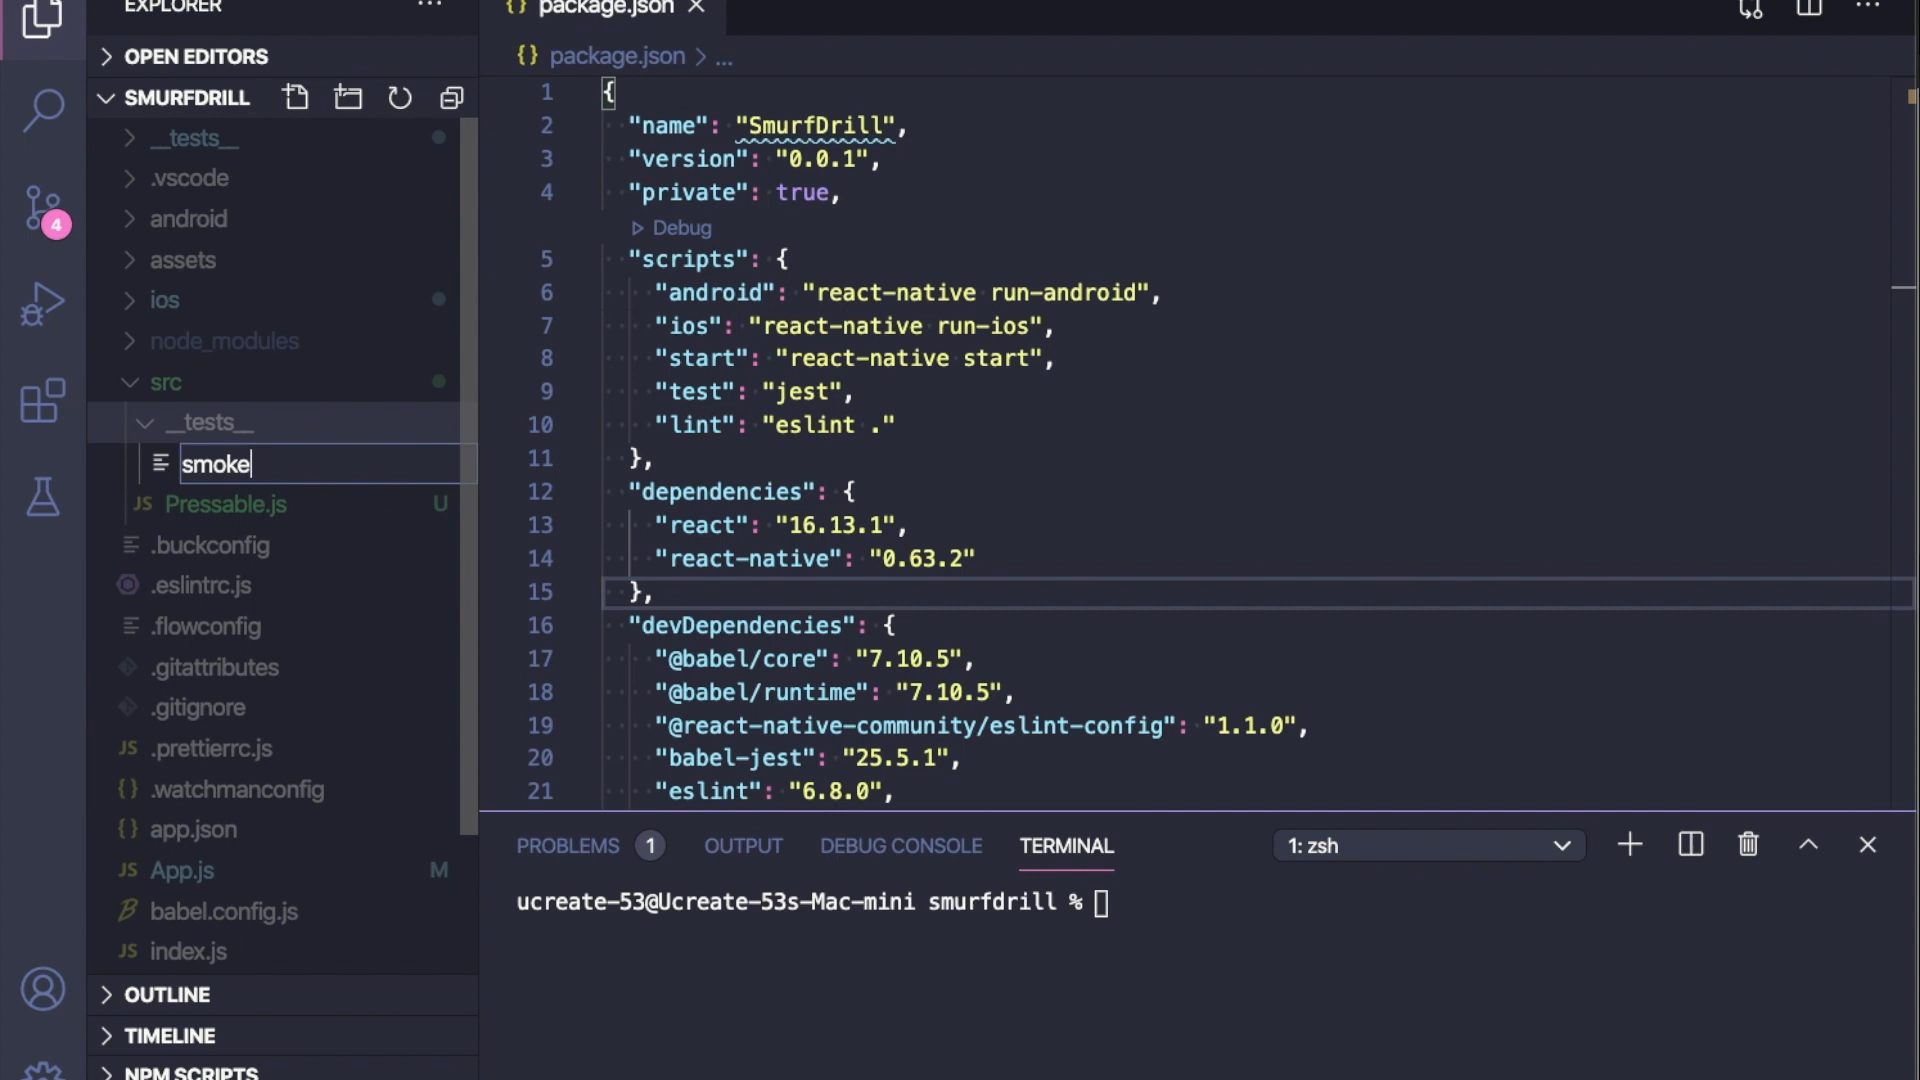 EXPLORER
OPEN EDITORS
SMURFDRILL
__tests__
.vscode
android
assets
ios
node_modules
src
__tests__
smoke
JS Pressable.js U
.buckconfig
.eslintrc.js
.flowconfig
.gitattributes
.gitignore
JS .prettierrc.js
{} .watchmanconfig
{} app.json
JS App.js M
babel.config.js
JS index.js
OUTLINE
TIMELINE
NPM SCRIPTS
4
{} package.json
{} package.json > ...
1 {
2 "name": "SmurfDrill",
3 "version": "0.0.1",
4 "private": true,
Debug
5 "scripts": {
6 "android": "react-native run-android",
7 "ios": "react-native run-ios",
8 "start": "react-native start",
9 "test": "jest",
10 "lint": "eslint ."
11 },
12 "dependencies": {
13 "react": "16.13.1",
14 "react-native": "0.63.2"
15 },
16 "devDependencies": {
17 "@babel/core": "7.10.5",
18 "@babel/runtime": "7.10.5",
19 "@react-native-community/eslint-config": "1.1.0",
20 "babel-jest": "25.5.1",
21 "eslint": "6.8.0",
PROBLEMS 1 OUTPUT DEBUG CONSOLE TERMINAL 1: zsh
ucreate-53@Ucreate-53s-Mac-mini smurfdrill %